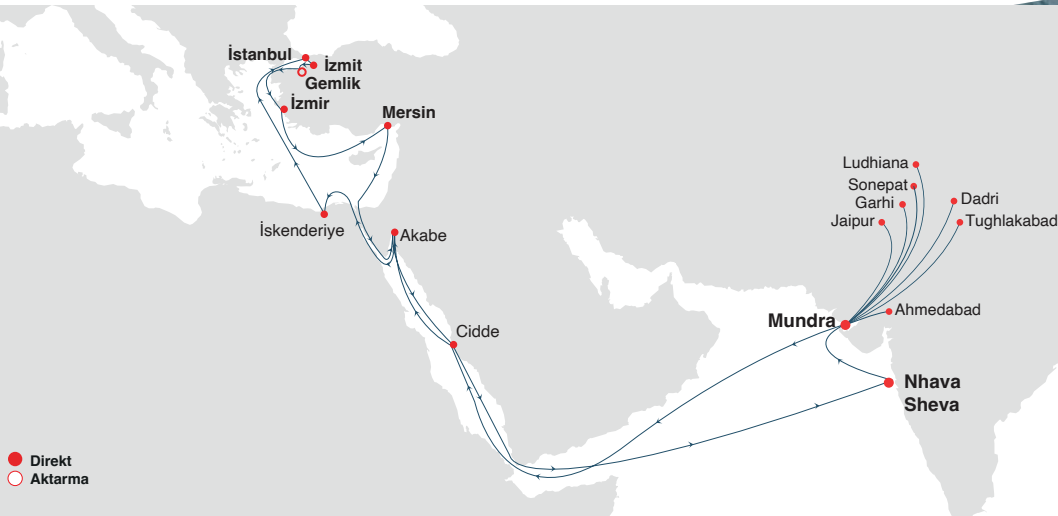 İstanbul
İzmit
Gemlik
İzmir
Mersin
İskenderiye
Akabe
Cidde
Ludhiana
Sonepat
Garhi
Jaipur
Dadri
Tughlakabad
Ahmedabad
Mundra
Nhava
Sheva
Direkt
Aktarma